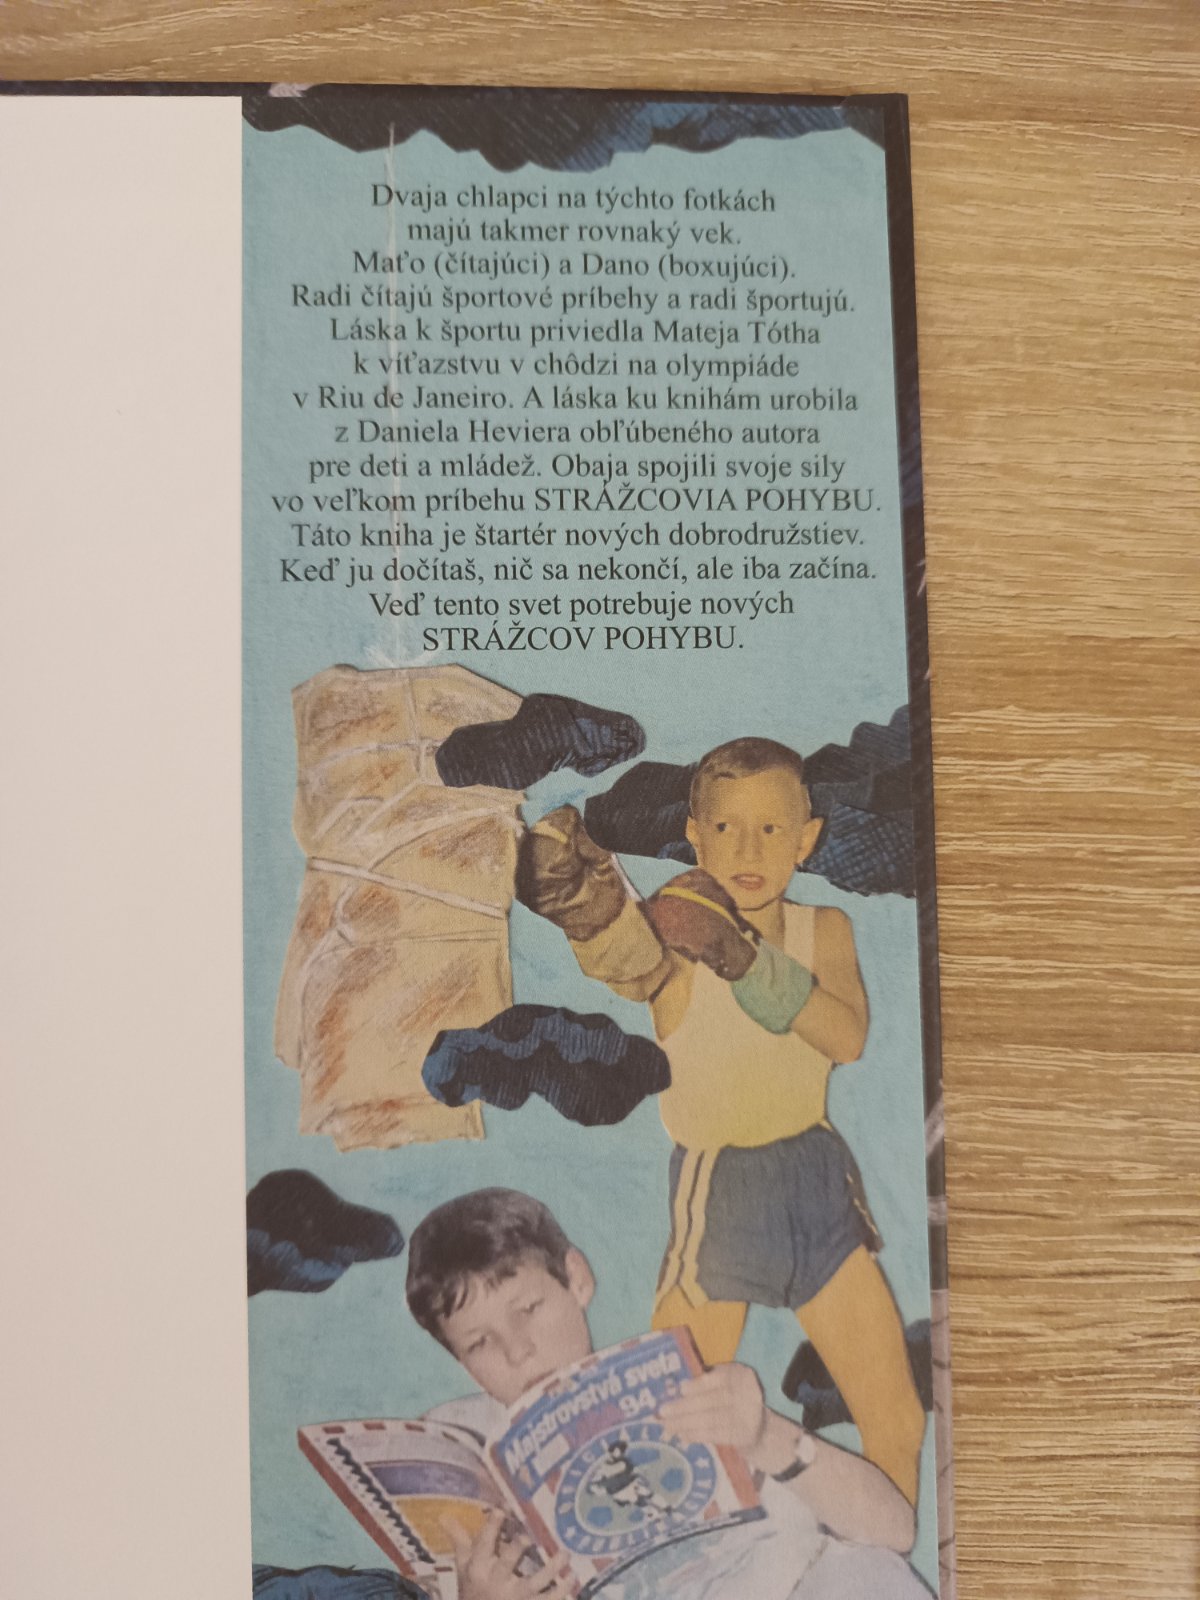 Dvaja chlapci na týchto fotkách
majú takmer rovnaký vek.
Maťo (čítajúci) a Dano (boxujúci).
Radi čítajú športové príbehy a radi športujú.
Láska k športu priviedla Mateja Tótha
k víťazstvu v chôdzi na olympiáde
v Riu de Janeiro. A láska ku knihám urobila
z Daniela Heviera obľúbeného autora
pre deti a mládež. Obaja spojili svoje sily
vo veľkom príbehu STRÁŽCOVIA POHYBU.
Táto kniha je štartér nových dobrodružstiev.
Keď ju dočítaš, nič sa nekončí, ale iba začína.
Veď tento svet potrebuje nových
STRÁŽCOV POHYBU.
Majstrovstvá sveta
94